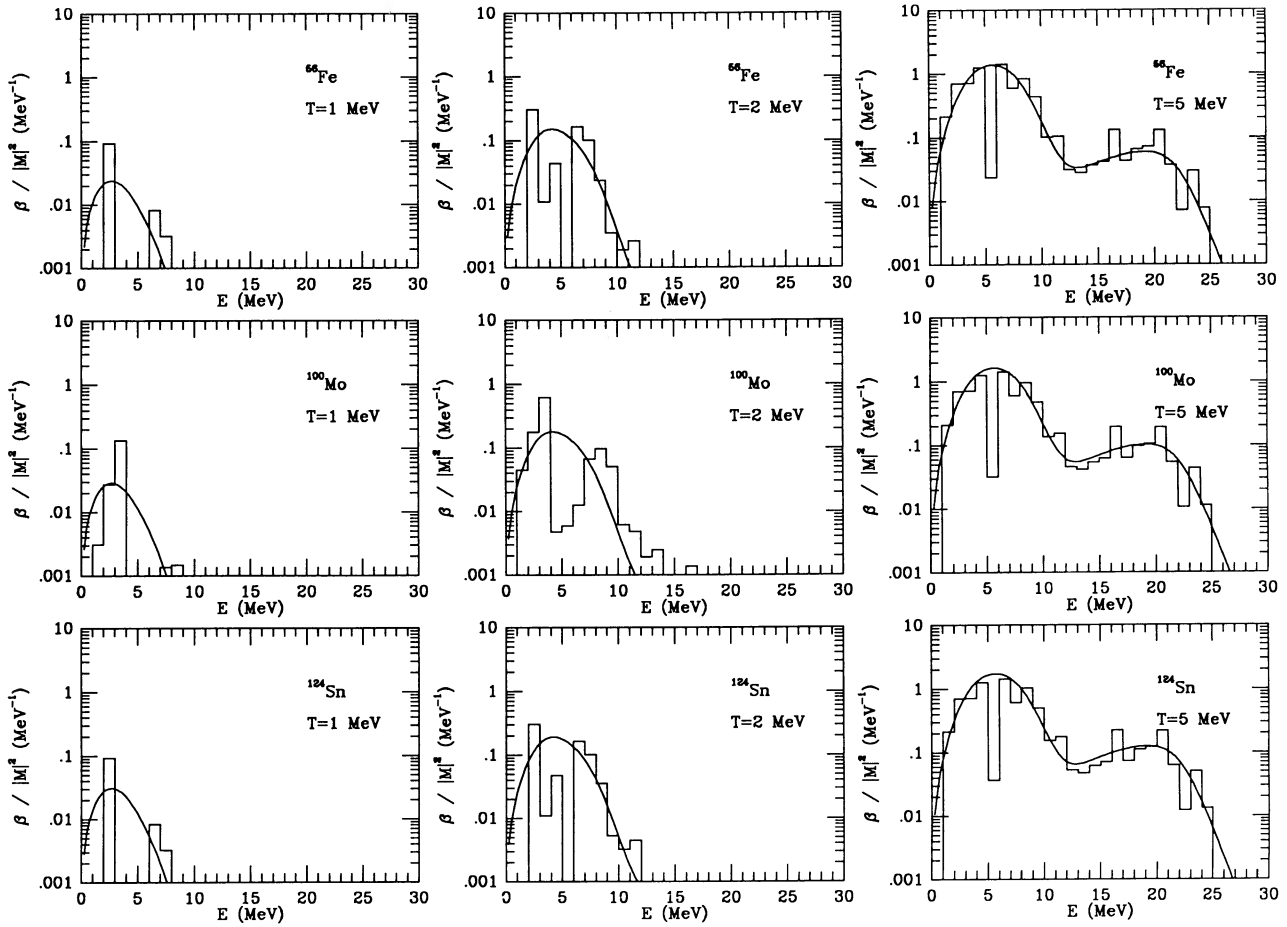 10
1
.1
.01
.001
β / |M|² (MeV⁻¹)
⁵⁶Fe
T=1 MeV
0 5 10 15 20 25 30
E (MeV)
10
1
.1
.01
.001
β / |M|² (MeV⁻¹)
⁵⁶Fe
T=2 MeV
0 5 10 15 20 25 30
E (MeV)
10
1
.1
.01
.001
β / |M|² (MeV⁻¹)
⁵⁶Fe
T=5 MeV
0 5 10 15 20 25 30
E (MeV)
10
1
.1
.01
.001
β / |M|² (MeV⁻¹)
¹⁰⁰Mo
T=1 MeV
0 5 10 15 20 25 30
E (MeV)
10
1
.1
.01
.001
β / |M|² (MeV⁻¹)
¹⁰⁰Mo
T=2 MeV
0 5 10 15 20 25 30
E (MeV)
10
1
.1
.01
.001
β / |M|² (MeV⁻¹)
¹⁰⁰Mo
T=5 MeV
0 5 10 15 20 25 30
E (MeV)
10
1
.1
.01
.001
β / |M|² (MeV⁻¹)
¹²⁴Sn
T=1 MeV
0 5 10 15 20 25 30
E (MeV)
10
1
.1
.01
.001
β / |M|² (MeV⁻¹)
¹²⁴Sn
T=2 MeV
0 5 10 15 20 25 30
E (MeV)
10
1
.1
.01
.001
β / |M|² (MeV⁻¹)
¹²⁴Sn
T=5 MeV
0 5 10 15 20 25 30
E (MeV)